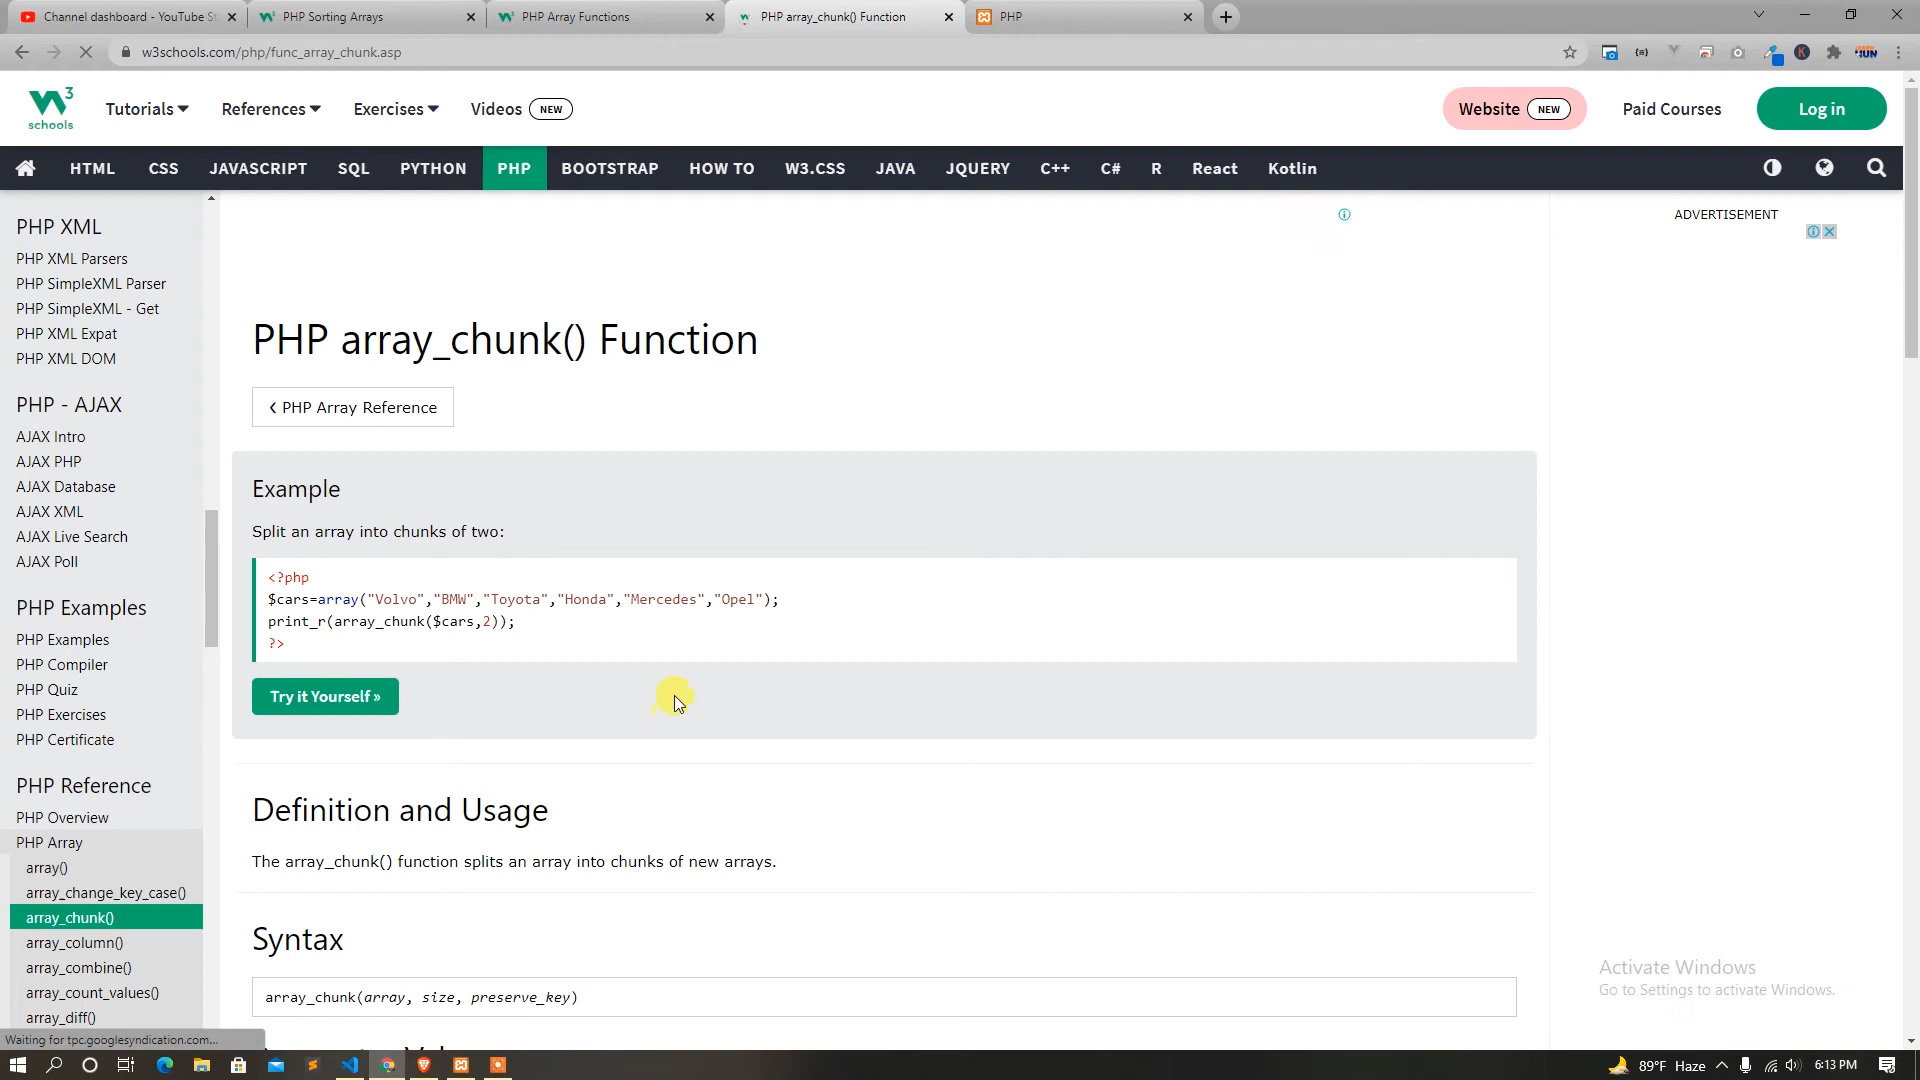 Channel dashboard - YouTube St
PHP Sorting Arrays
PHP Array Functions
PHP array_chunk() Function
PHP
w3schools.com/php/func_array_chunk.asp
W3 schools
Tutorials
References
Exercises
Videos NEW
Website NEW
Paid Courses
Log in
HTML CSS JAVASCRIPT SQL PYTHON PHP BOOTSTRAP HOW TO W3.CSS JAVA JQUERY C++ C# R React Kotlin
PHP XML
PHP XML Parsers
PHP SimpleXML Parser
PHP SimpleXML - Get
PHP XML Expat
PHP XML DOM
PHP - AJAX
AJAX Intro
AJAX PHP
AJAX Database
AJAX XML
AJAX Live Search
AJAX Poll
PHP Examples
PHP Examples
PHP Compiler
PHP Quiz
PHP Exercises
PHP Certificate
PHP Reference
PHP Overview
PHP Array
array()
array_change_key_case()
array_chunk()
array_column()
array_combine()
array_count_values()
array_diff()
Waiting for tpc.googlesyndication.com...
ADVERTISEMENT
PHP array_chunk() Function
❮ PHP Array Reference
Example
Split an array into chunks of two:
<?php
$cars=array("Volvo","BMW","Toyota","Honda","Mercedes","Opel");
print_r(array_chunk($cars,2));
?>
Try it Yourself »
Definition and Usage
The array_chunk() function splits an array into chunks of new arrays.
Syntax
array_chunk(array, size, preserve_key)
Activate Windows
Go to Settings to activate Windows.
89°F Haze
6:13 PM